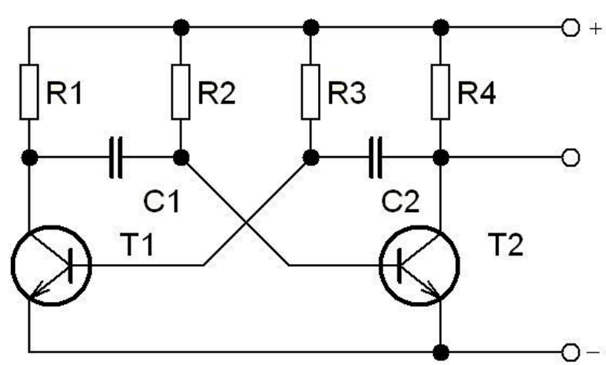 +
R1 R2 R3 R4
C1 C2
T1 T2
−